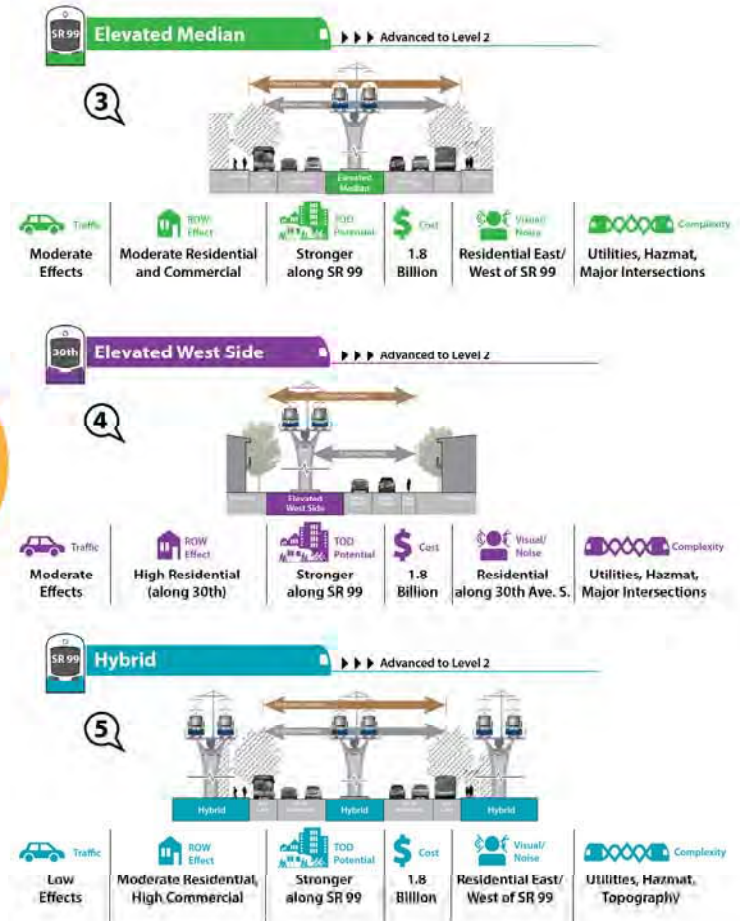 SR 99
Elevated Median
Advanced to Level 2
3
Elevated
Median
Traffic
ROW
Effect
TOD
Potential
Cost
Visual/
Noise
Complexity
Moderate
Effects
Moderate Residential
and Commercial
Stronger
along SR 99
1.8
Billion
Residential East/
West of SR 99
Utilities, Hazmat,
Major Intersections
30th
Elevated West Side
Advanced to Level 2
4
Elevated
West Side
Traffic
ROW
Effect
TOD
Potential
Cost
Visual/
Noise
Complexity
Moderate
Effects
High Residential
(along 30th)
Stronger
along SR 99
1.8
Billion
Residential
along 30th Ave. S.
Utilities, Hazmat,
Major Intersections
SR 99
Hybrid
Advanced to Level 2
5
Hybrid
Hybrid
Hybrid
Traffic
ROW
Effect
TOD
Potential
Cost
Visual/
Noise
Complexity
Low
Effects
Moderate Residential,
High Commercial
Stronger
along SR 99
1.8
Billion
Residential East/
West of SR 99
Utilities, Hazmat,
Topography